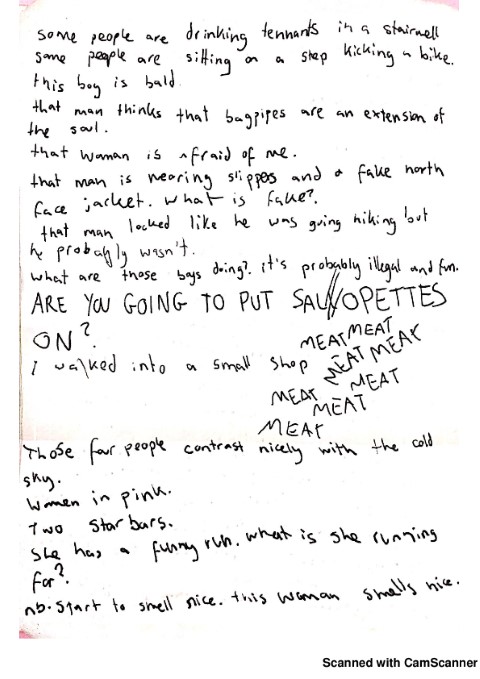 some people are drinking tennants in a stairwell
some people are sitting on a step kicking a bike.
this boy is bald
that man thinks that bagpipes are an extension of
the soul.
that woman is afraid of me.
that man is wearing slippes and a fake north
face jacket. what is fake?.
that man looked like he was going hiking but
he probably wasn't.
what are those boys doing?. it's probably illegal and fun.
ARE YOU GOING TO PUT SALLOPETTES
ON?
i walked into a small shop MEAT MEAT
MEAT MEAT
MEAT MEAT
MEAT
MEAT
Those four people contrast nicely with the cold
sky.
Women in pink.
Two star bars.
She has a funny run. what is she running
for?.
nb. start to smell nice. this woman smells nice.
Scanned with CamScanner